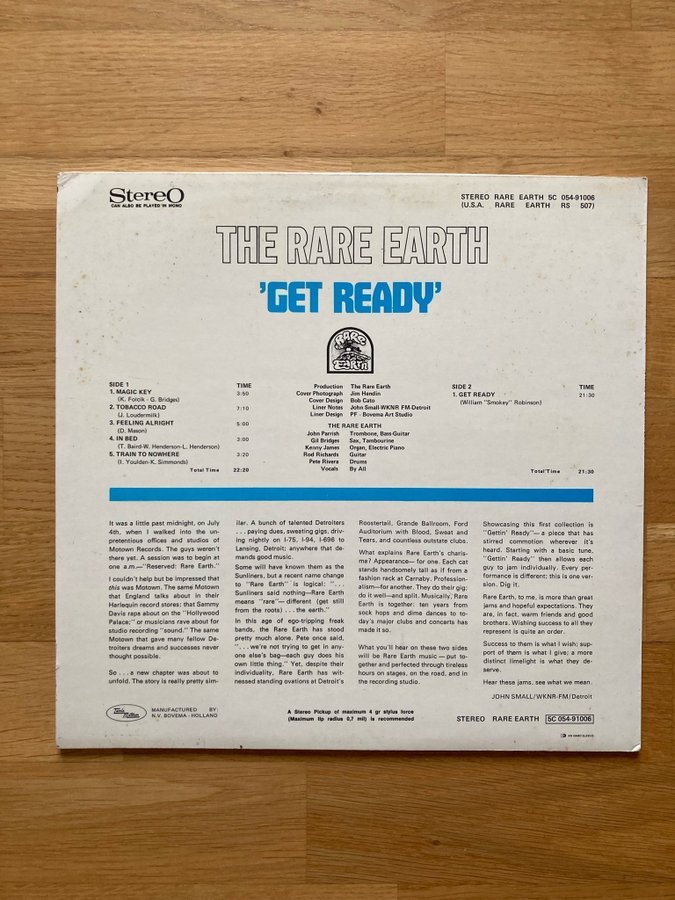 StereO
CAN ALSO BE PLAYED IN MONO
STEREO RARE EARTH 5C 054-91006
(U.S.A. RARE EARTH RS 507)
THE RARE EARTH
'GET READY'
RARE
EARTH
SIDE 1 TIME
1. MAGIC KEY 3:50
(K. Folcik - G. Bridges)
2. TOBACCO ROAD 7:10
(J. Loudermilk)
3. FEELING ALRIGHT 5:00
(D. Mason)
4. IN BED 3:00
(T. Baird-W. Henderson-L. Henderson)
5. TRAIN TO NOWHERE 3:20
(I. Youlden-K. Simmonds)
Total Time 22:20
Production The Rare Earth
Cover Photograph Jim Hendin
Cover Design Bob Cato
Liner Notes John Small-WKNR FM-Detroit
Liner Design PF - Bovema Art Studio
THE RARE EARTH
John Parrish Trombone, Bass-Guitar
Gil Bridges Sax, Tambourine
Kenny James Organ, Electric Piano
Rod Richards Guitar
Pete Rivera Drums
Vocals By All
SIDE 2 TIME
1. GET READY 21:30
(William "Smokey" Robinson)
Total Time 21:30
It was a little past midnight, on July
4th, when I walked into the un-
pretentious offices and studios of
Motown Records. The guys weren't
there yet. A session was to begin at
one a.m.—"Reserved: Rare Earth."
I couldn't help but be impressed that
this was Motown. The same Motown
that England talks about in their
Harlequin record stores; that Sammy
Davis raps about on the "Hollywood
Palace;" or musicians rave about for
studio recording "sound." The same
Motown that gave many fellow De-
troiters dreams and successes never
thought possible.
So . . . a new chapter was about to
unfold. The story is really pretty sim-
ilar. A bunch of talented Detroiters
. . . paying dues, sweating gigs, driv-
ing nightly on I-75, I-94, I-696 to
Lansing, Detroit; anywhere that de-
mands good music.
Some will have known them as the
Sunliners, but a recent name change
to "Rare Earth" is logical: ". . .
Sunliners said nothing—Rare Earth
means "rare"— different (get still
from the roots) . . . the earth."
In this age of ego-tripping freak
bands, the Rare Earth has stood
pretty much alone. Pete once said,
". . .we're not trying to get in any-
one else's bag—each guy does his
own little thing." Yet, despite their
individuality, Rare Earth has wit-
nessed standing ovations at Detroit's
Roostertail, Grande Ballroom, Ford
Auditorium with Blood, Sweat and
Tears, and countless outstate clubs.
What explains Rare Earth's charis-
ma? Appearance— for one. Each cat
stands handsomely tall as if from a
fashion rack at Carnaby. Profession-
alism—for another. They do their gig;
do it well—and split. Musically, Rare
Earth is together: ten years from
sock hops and dime dances to to-
day's major clubs and concerts has
made it so.
What you'll hear on these two sides
will be Rare Earth music — put to-
gether and perfected through tireless
hours on stages, on the road, and in
the recording studio.
Showcasing this first collection is
"Gettin' Ready"— a piece that has
stirred commotion wherever it's
heard. Starting with a basic tune,
"Gettin' Ready" then allows each
guy to jam individually. Every per-
formance is different; this is one ver-
sion. Dig it.
Rare Earth, to me, is more than great
jams and hopeful expectations. They
are, in fact, warm friends and good
brothers. Wishing success to all they
represent is quite an order.
Success to them is what I wish; sup-
port of them is what I give; a more
distinct limelight is what they de-
serve.
Hear these jams, see what we mean.
JOHN SMALL/WKNR-FM/Detroit
Tamla
Motown
MANUFACTURED BY:
N.V. BOVEMA - HOLLAND
A Stereo Pickup of maximum 4 gr stylus force
(Maximum tip radius 0,7 mil) is recommended
STEREO RARE EARTH 5C 054-91006